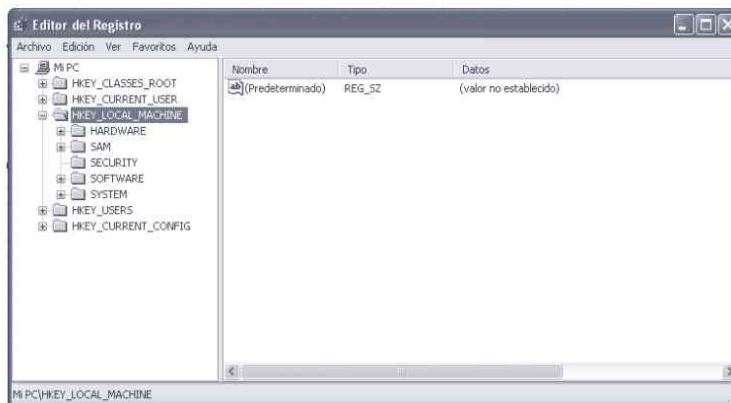 Editor del Registro
Archivo Edición Ver Favoritos Ayuda
Mi PC
HKEY_CLASSES_ROOT
HKEY_CURRENT_USER
HKEY_LOCAL_MACHINE
HARDWARE
SAM
SECURITY
SOFTWARE
SYSTEM
HKEY_USERS
HKEY_CURRENT_CONFIG
Nombre Tipo Datos
ab (Predeterminado) REG_SZ (valor no establecido)
Mi PC\HKEY_LOCAL_MACHINE